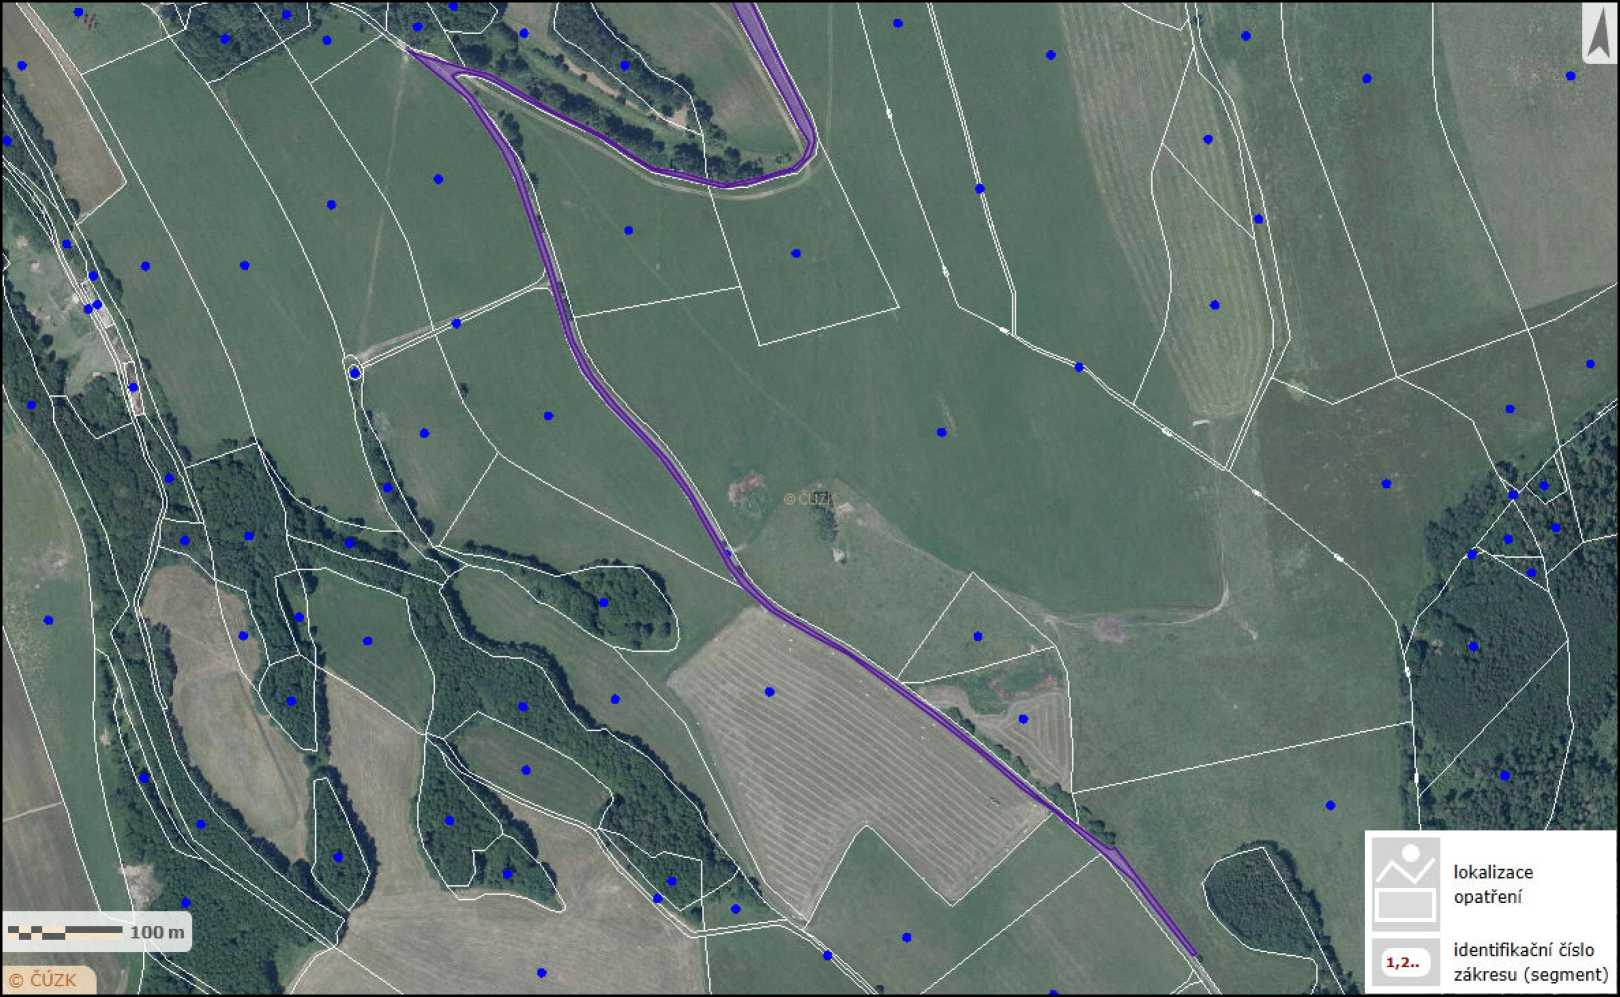 © ČÚZK
lokalizace
opatření
100 m
1,2..
identifikační číslo
zákresu (segment)
© ČÚZK